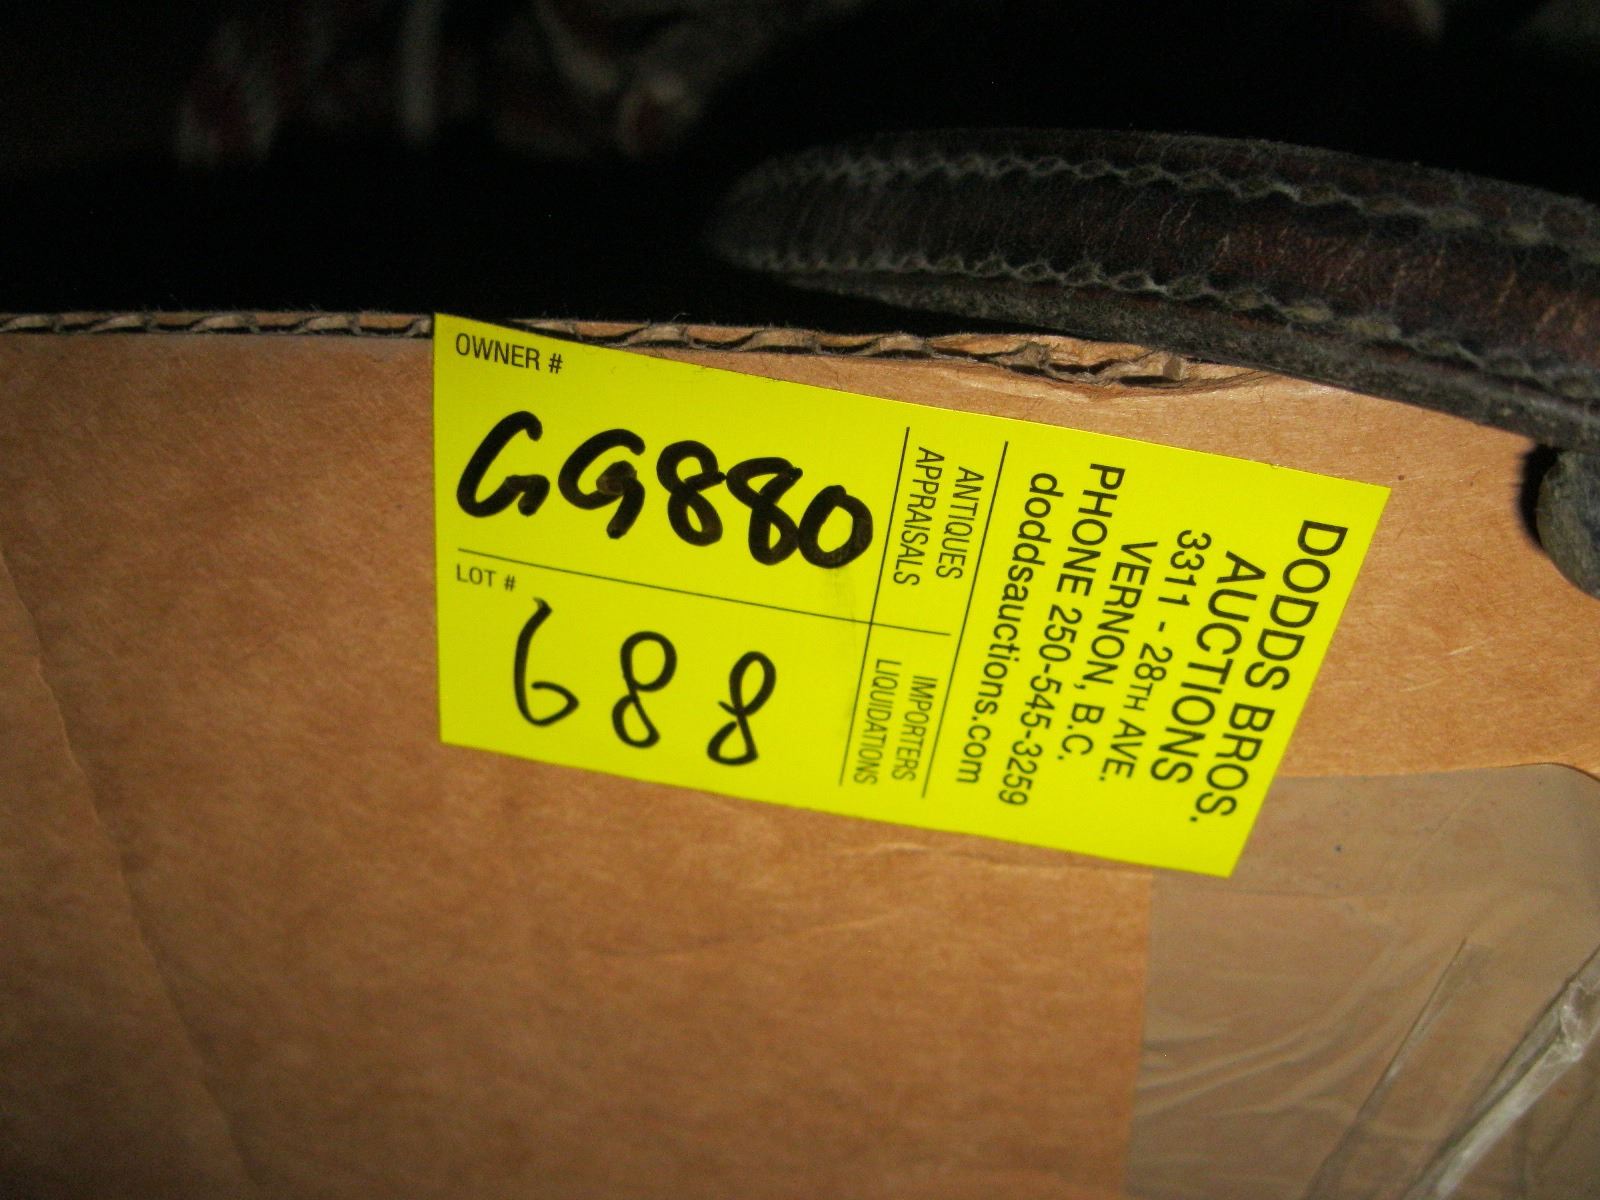 OWNER #
GG880
LOT #
688
ANTIQUES
APPRAISALS
IMPORTERS
LIQUIDATIONS
DODDS BROS.
AUCTIONS
3311 - 28TH AVE.
VERNON, B.C.
PHONE 250-545-3259
doddsauctions.com